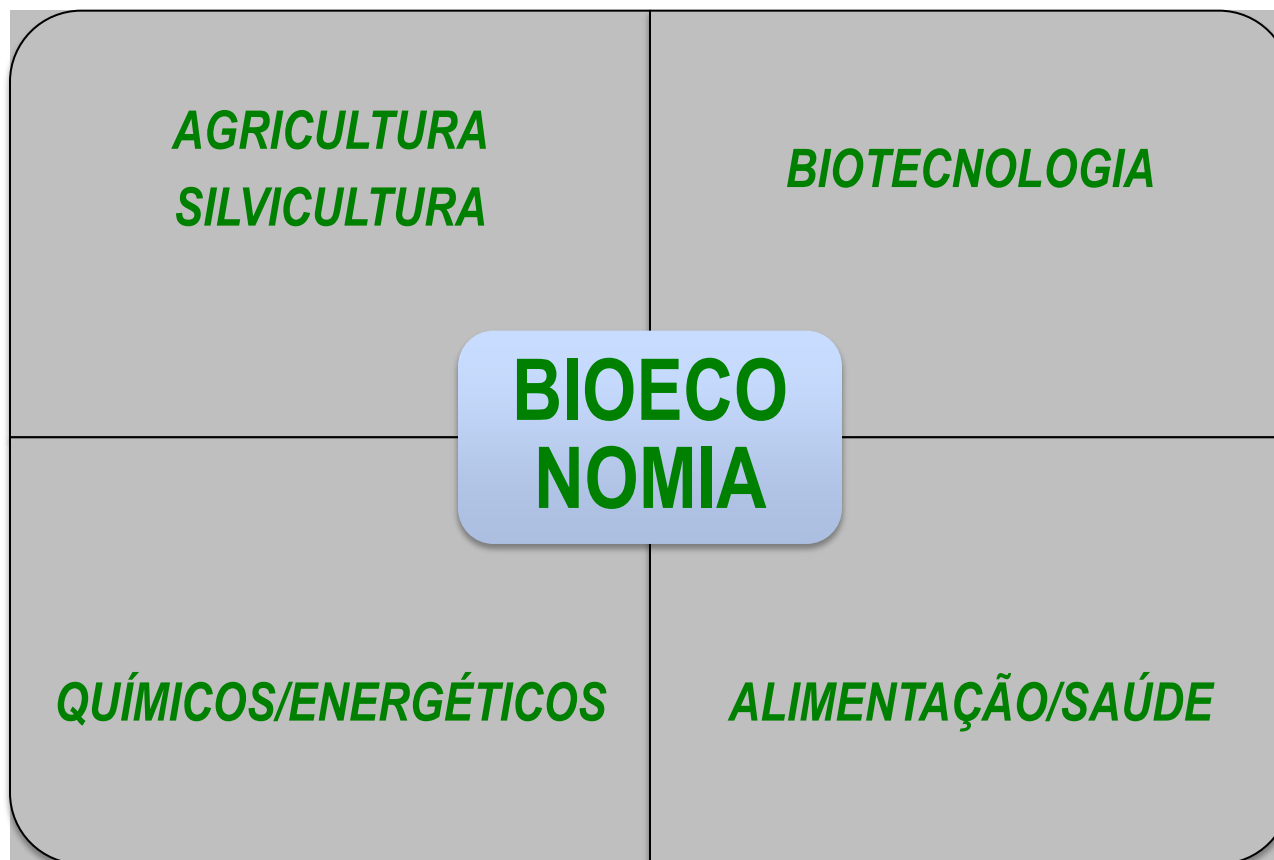 AGRICULTURA
SILVICULTURA
BIOTECNOLOGIA
BIOECO
NOMIA
QUÍMICOS/ENERGÉTICOS
ALIMENTAÇÃO/SAÚDE